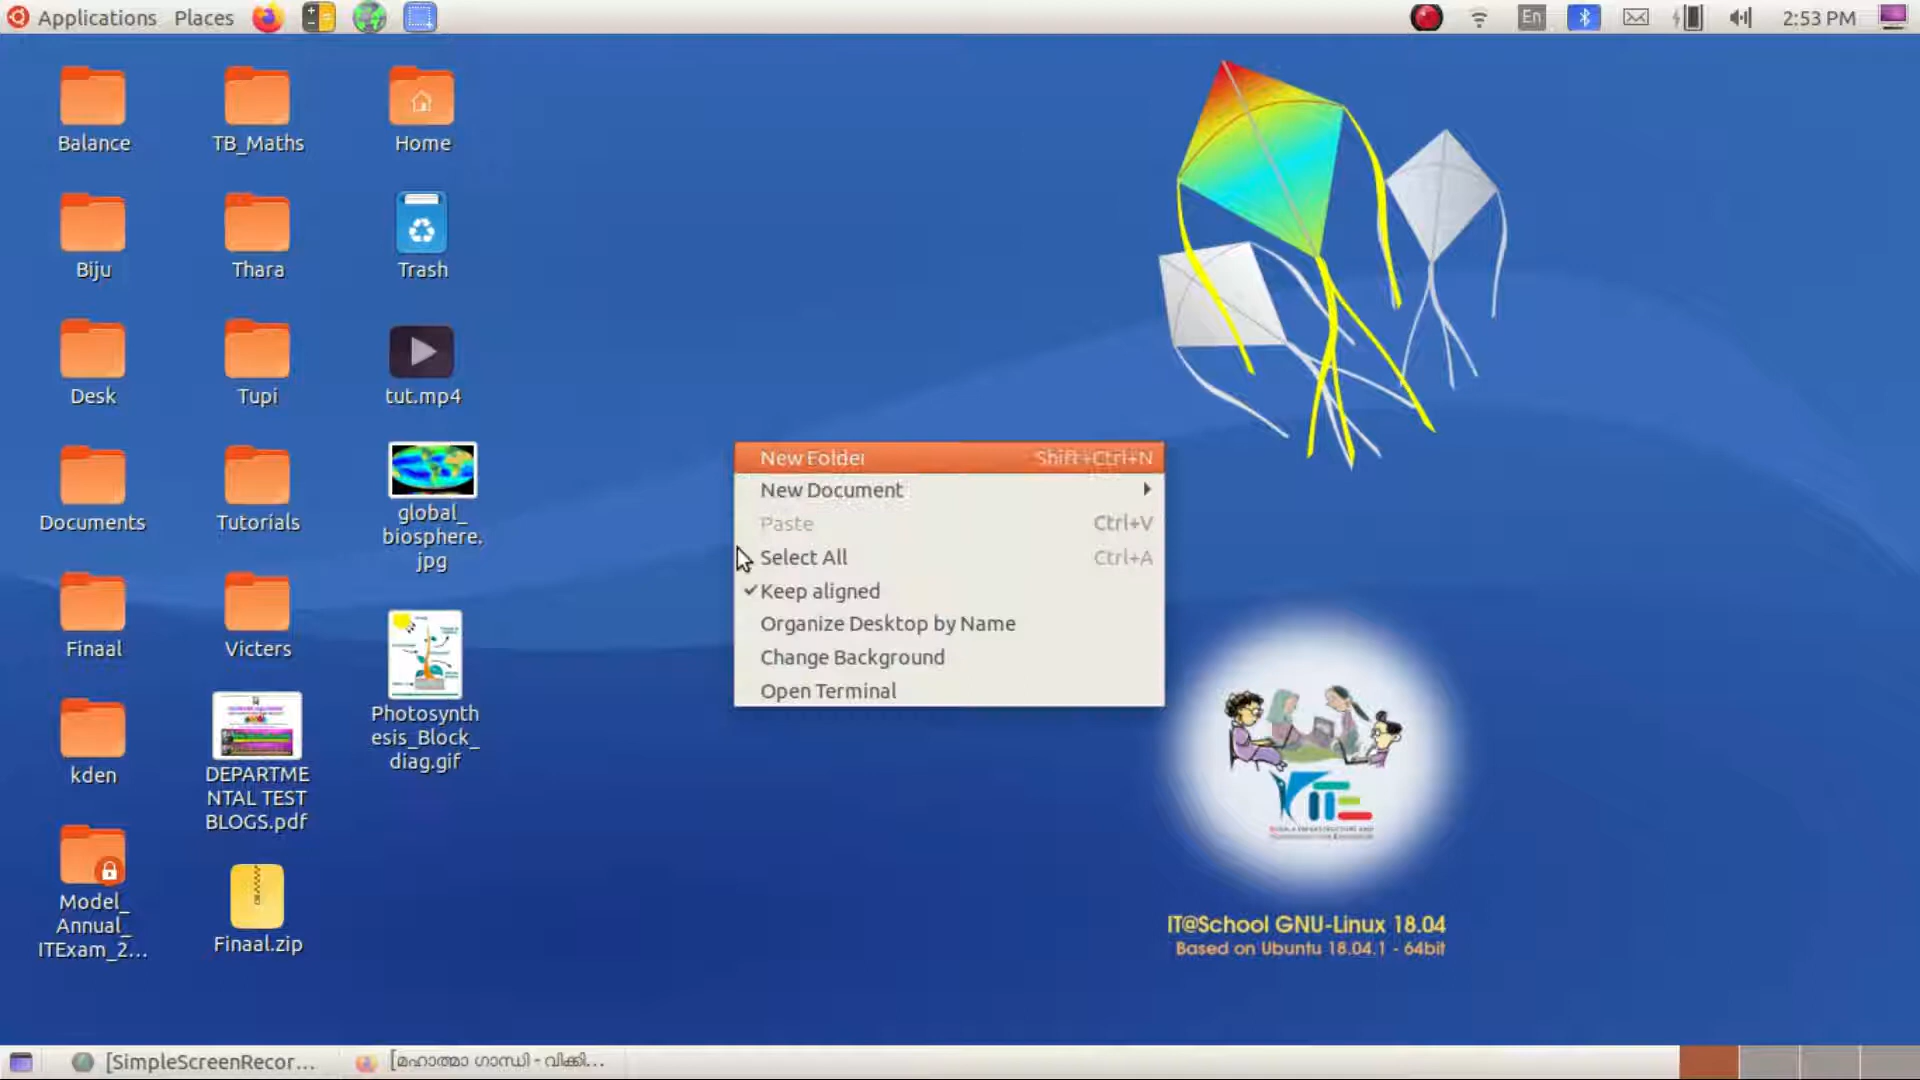 Applications Places En 2:53 PM
Balance TB_Maths Home
Biju Thara Trash
Desk Tupi tut.mp4
Documents Tutorials global_
biosphere.
jpg
Finaal Victers
kden DEPARTME
NTAL TEST
BLOGS.pdf
Photosynth
esis_Block_
diag.gif
Model_
Annual_
ITExam_2...
Finaal.zip
New Folder Shift+Ctrl+N
New Document
Paste Ctrl+V
Select All Ctrl+A
Keep aligned
Organize Desktop by Name
Change Background
Open Terminal
IT@School GNU-Linux 18.04
Based on Ubuntu 18.04.1 - 64bit
[SimpleScreenRecor... [മഹാത്മാ ഗാന്ധി - വിക്കി...